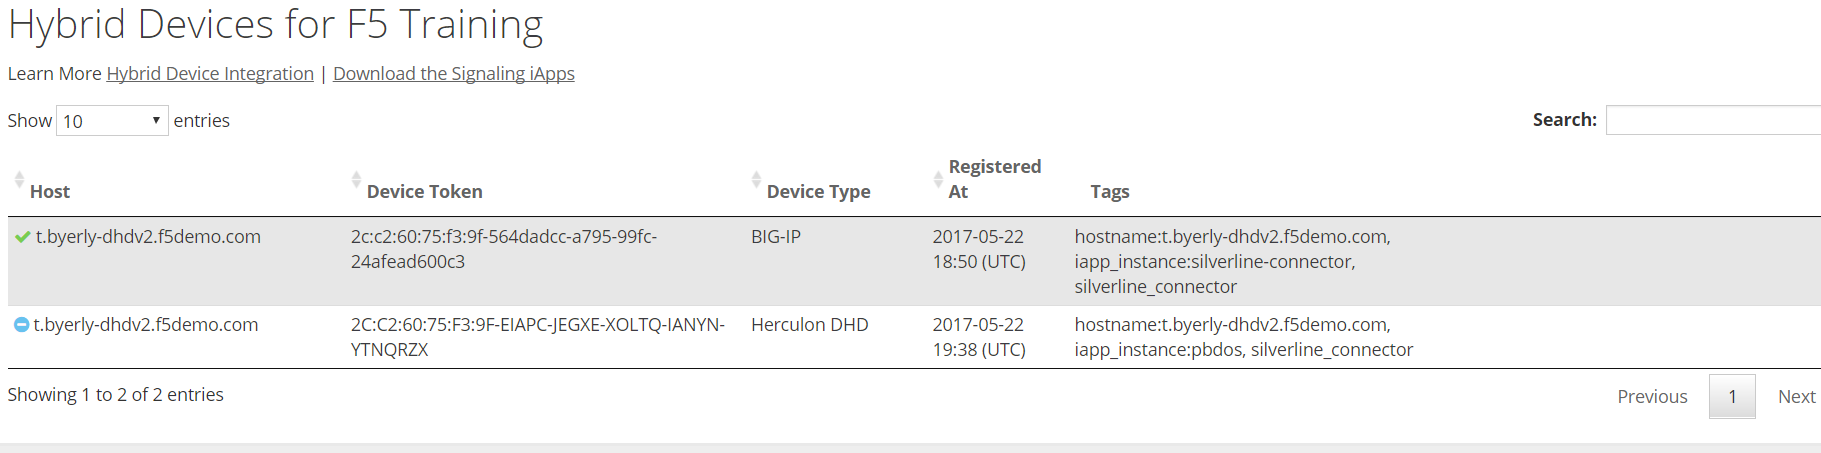 Hybrid Devices for F5 Training
Learn More Hybrid Device Integration | Download the Signaling iApps
Show 10 entries
Search:
Host Device Token Device Type Registered At Tags
t.byerly-dhdv2.f5demo.com 2c:c2:60:75:f3:9f-564dadcc-a795-99fc- BIG-IP 2017-05-22 hostname:t.byerly-dhdv2.f5demo.com,
24afead600c3 18:50 (UTC) iapp_instance:silverline-connector,
silverline_connector
t.byerly-dhdv2.f5demo.com 2C:C2:60:75:F3:9F-EIAPC-JEGXE-XOLTQ-IANYN- Herculon DHD 2017-05-22 hostname:t.byerly-dhdv2.f5demo.com,
YTNQRZX 19:38 (UTC) iapp_instance:pbdos, silverline_connector
Showing 1 to 2 of 2 entries
Previous 1 Next